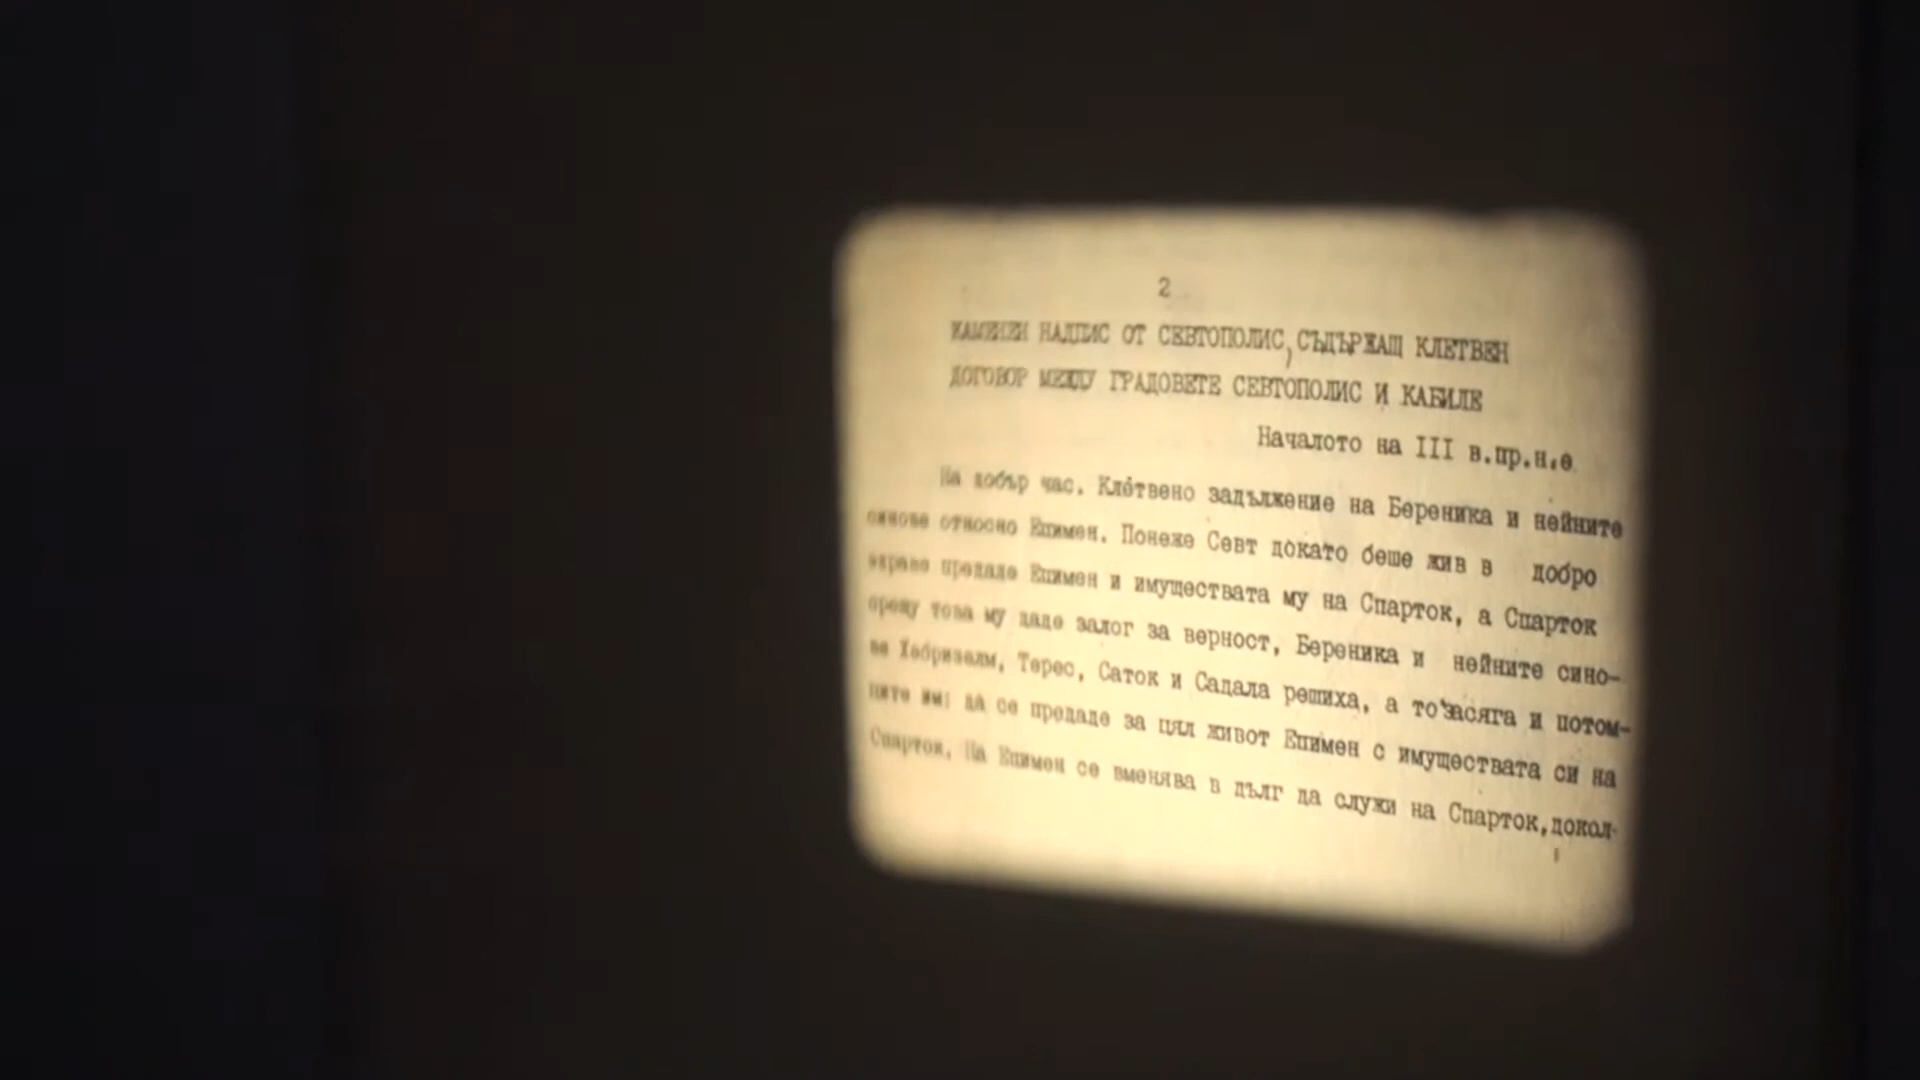 2
КАМЕНЕН НАДПИС ОТ СЕВТОПОЛИС, СЪДЪРЖАЩ КЛЕТВЕН
ДОГОВОР МЕЖДУ ГРАДОВЕТЕ СЕВТОПОЛИС И КАБИЛЕ
Началото на III в.пр.н.е
На добър час. Клетвено задължение на Береника и нейните
синове относно Епимен. Понеже Севт докато беше жив в добро
здраве предаде Епимен и имуществата му на Спарток, а Спарток
срещу това му даде залог за верност, Береника и нейните сино-
ве Хебризелм, Терес, Саток и Садала решиха, а то засяга и потом-
ците им: да се предаде за цял живот Епимен с имуществата си на
Спарток. На Епимен се вменява в дълг да служи на Спарток, докол-